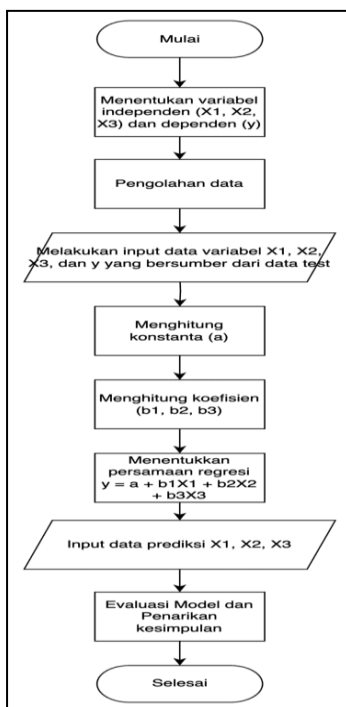 Mulai
Menentukan variabel
independen (X1, X2,
X3) dan dependen (y)
Pengolahan data
Melakukan input data variabel X1, X2,
X3, dan y yang bersumber dari data test
Menghitung
konstanta (a)
Menghitung koefisien
(b1, b2, b3)
Menentukkan
persamaan regresi
y = a + b1X1 + b2X2
+ b3X3
Input data prediksi X1, X2, X3
Evaluasi Model dan
Penarikan
kesimpulan
Selesai